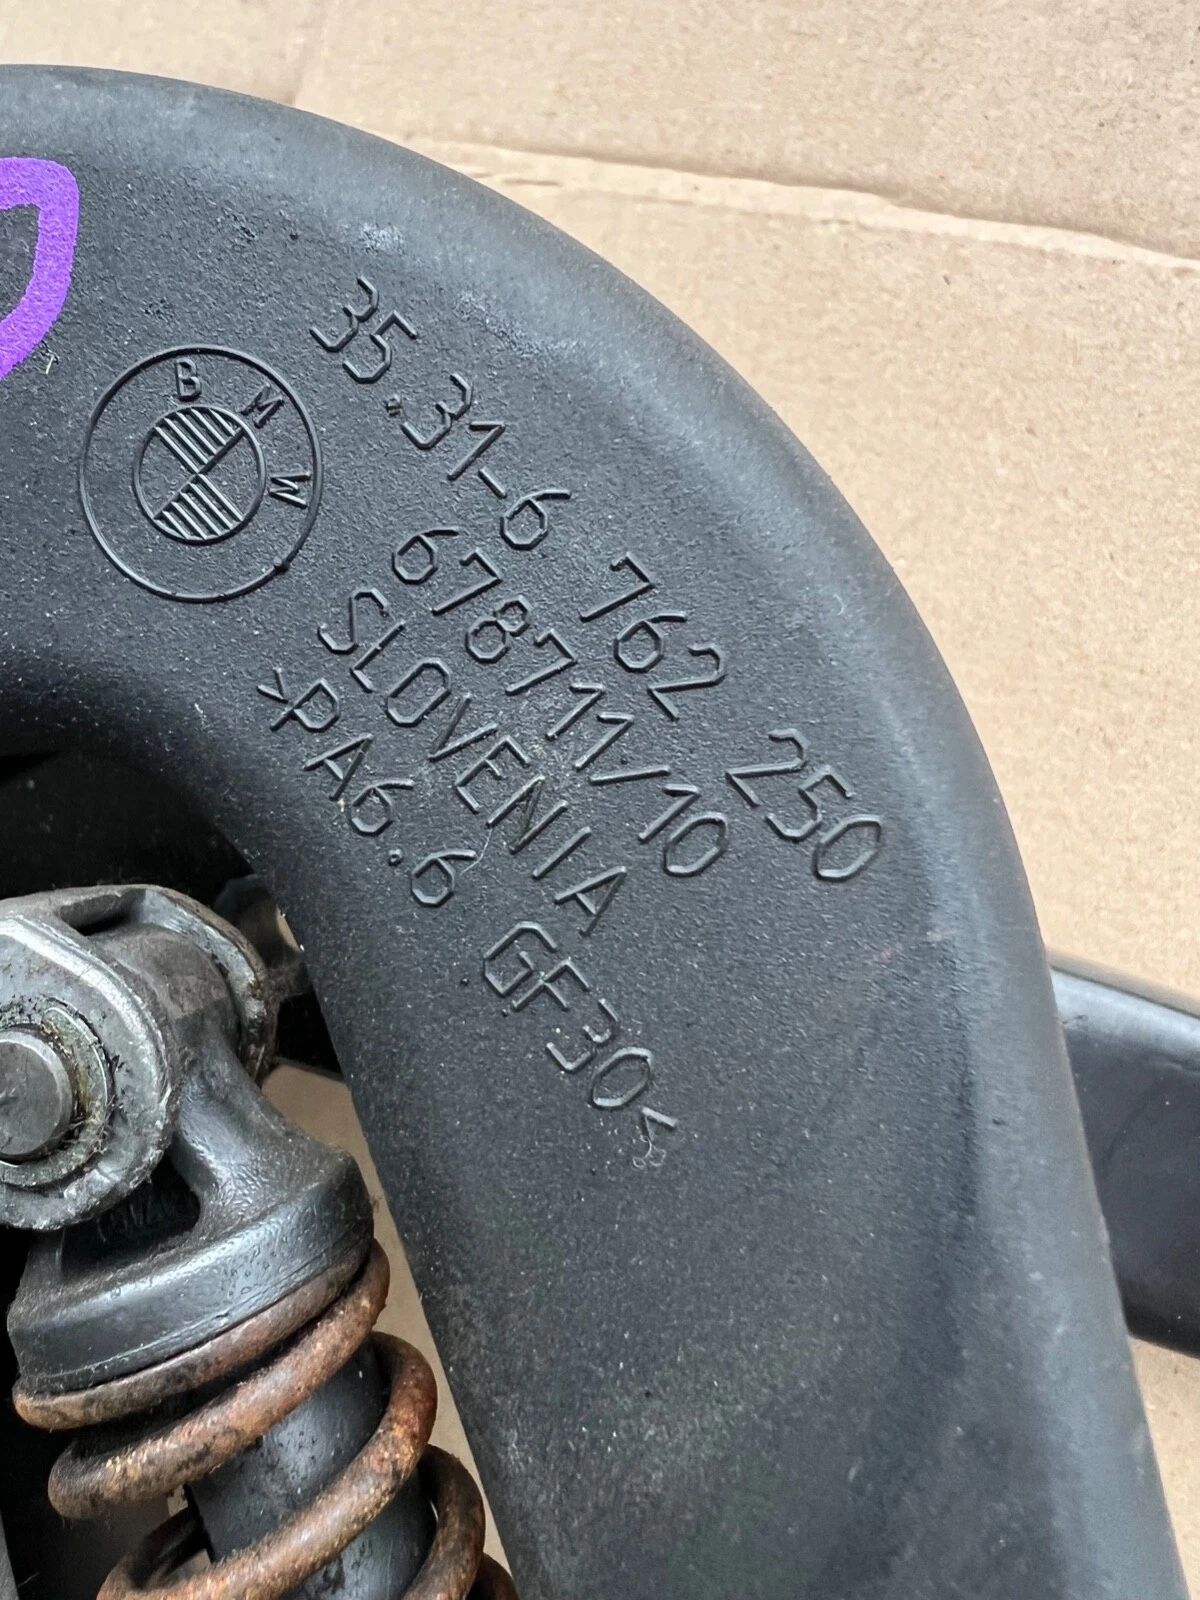 BMW
35.31-6 762 250
678711/10
SLOVENIA
>PA6.6 GF30<